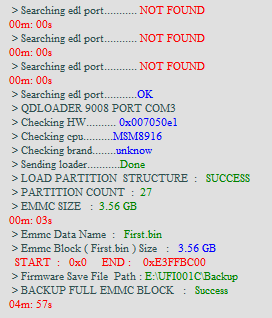 > Searching edl port............ NOT FOUND
00m: 00s
> Searching edl port............ NOT FOUND
00m: 00s
> Searching edl port............ NOT FOUND
00m: 00s
> Searching edl port............OK
> QDLOADER 9008 PORT COM3
> Checking HW.......... 0x007050e1
> Checking cpu..........MSM8916
> Checking brand........unknow
> Sending loader...........Done
> LOAD PARTITION STRUCTURE : SUCCESS
> PARTITION COUNT : 27
> EMMC SIZE : 3.56 GB
00m: 03s
> Emmc Data Name : First.bin
> Emmc Block ( First.bin ) Size : 3.56 GB
START : 0x0 END : 0xE3FFBC00
> Firmware Save File Path : E:\UFI001C\Backup
> BACKUP FULL EMMC BLOCK : Success
04m: 57s